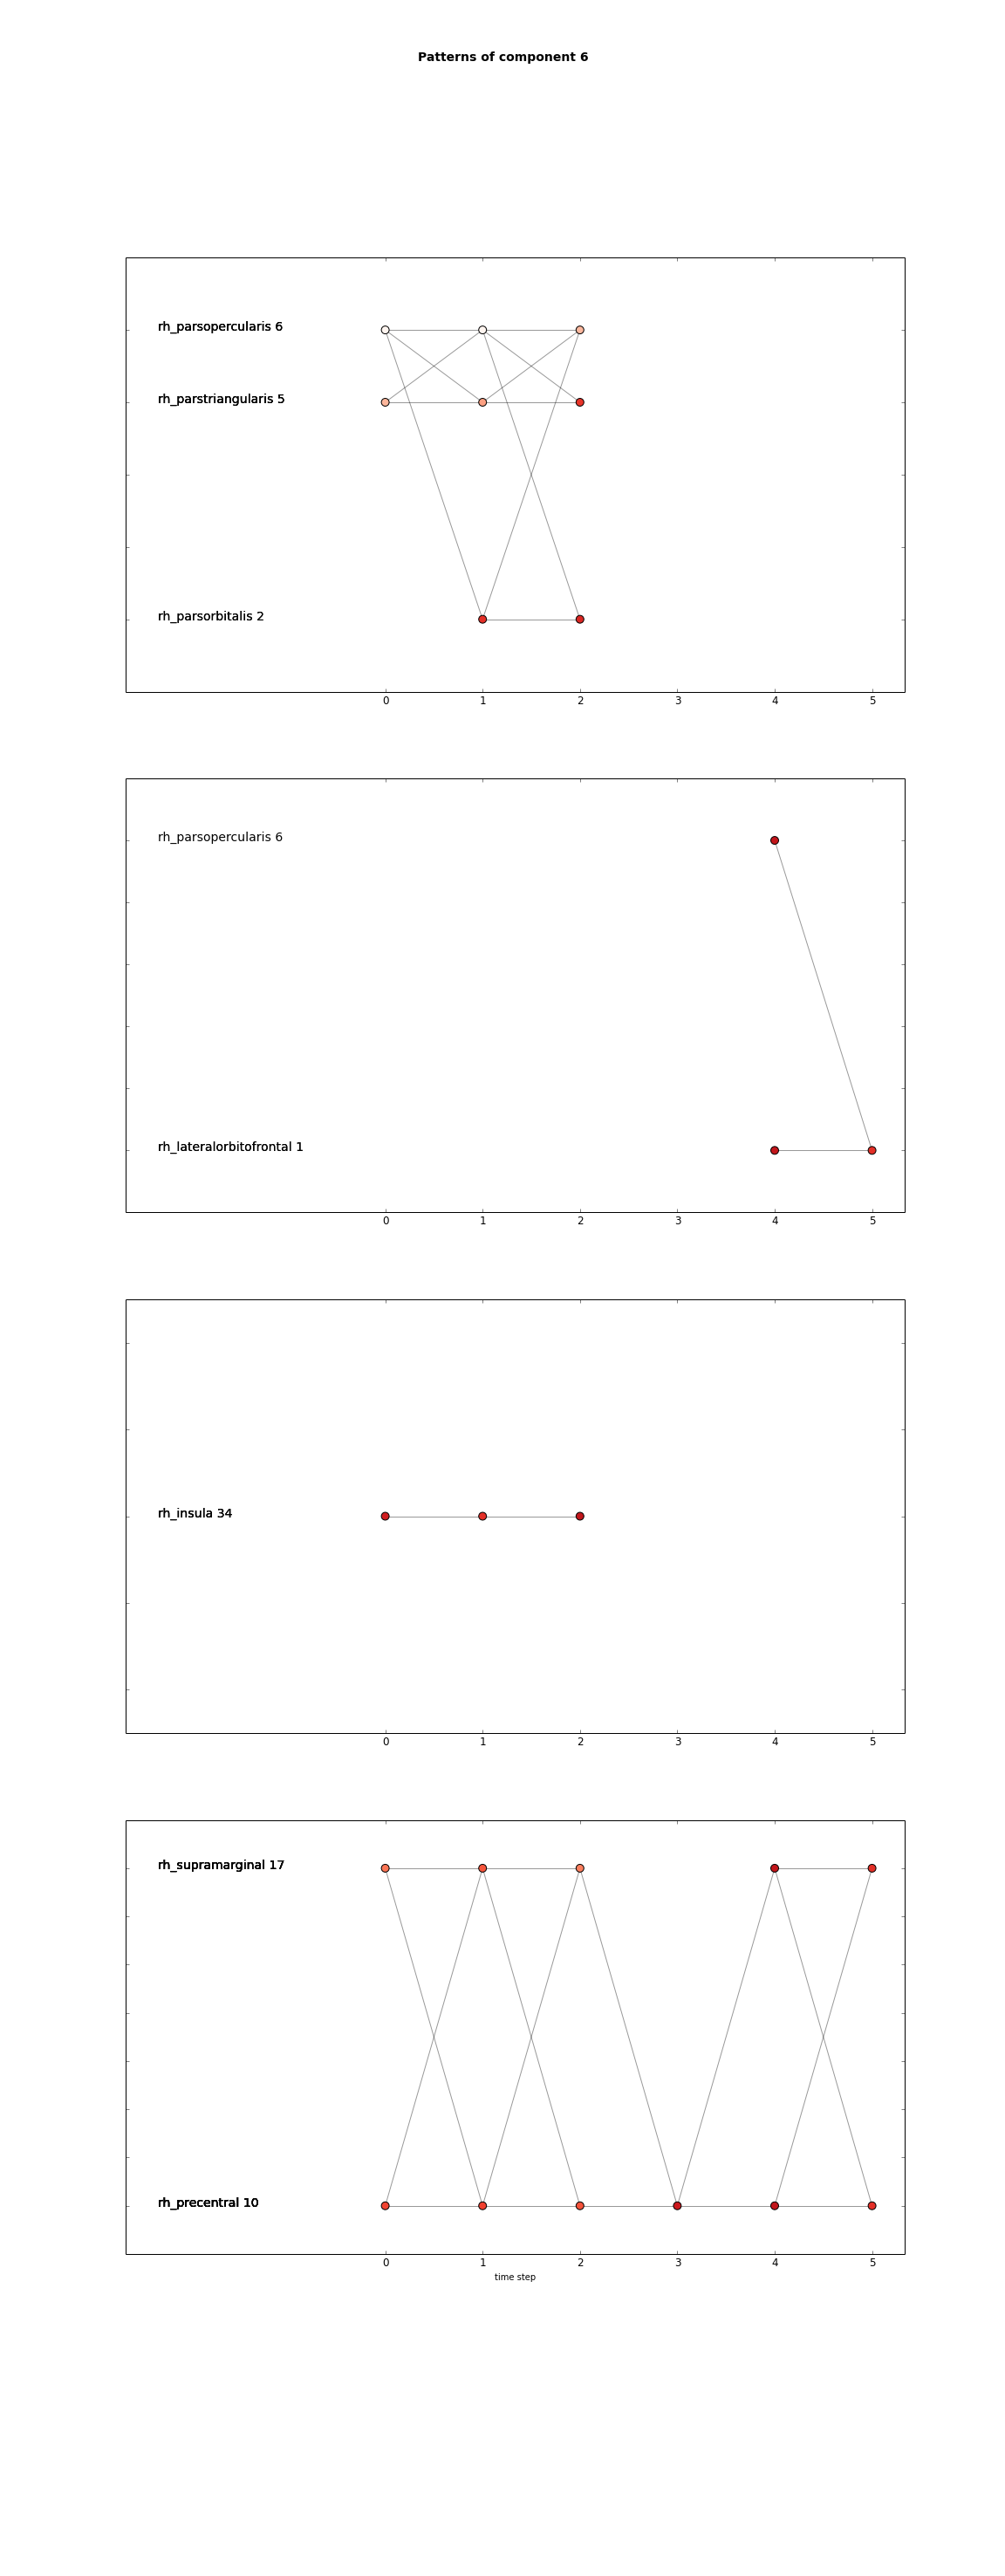 Patterns of component 6
rh_parsopercularis 6
rh_parstriangularis 5
rh_parsorbitalis 2
0 1 2 3 4 5
rh_parsopercularis 6
rh_lateralorbitofrontal 1
0 1 2 3 4 5
rh_insula 34
0 1 2 3 4 5
rh_supramarginal 17
rh_precentral 10
0 1 2 3 4 5
time step